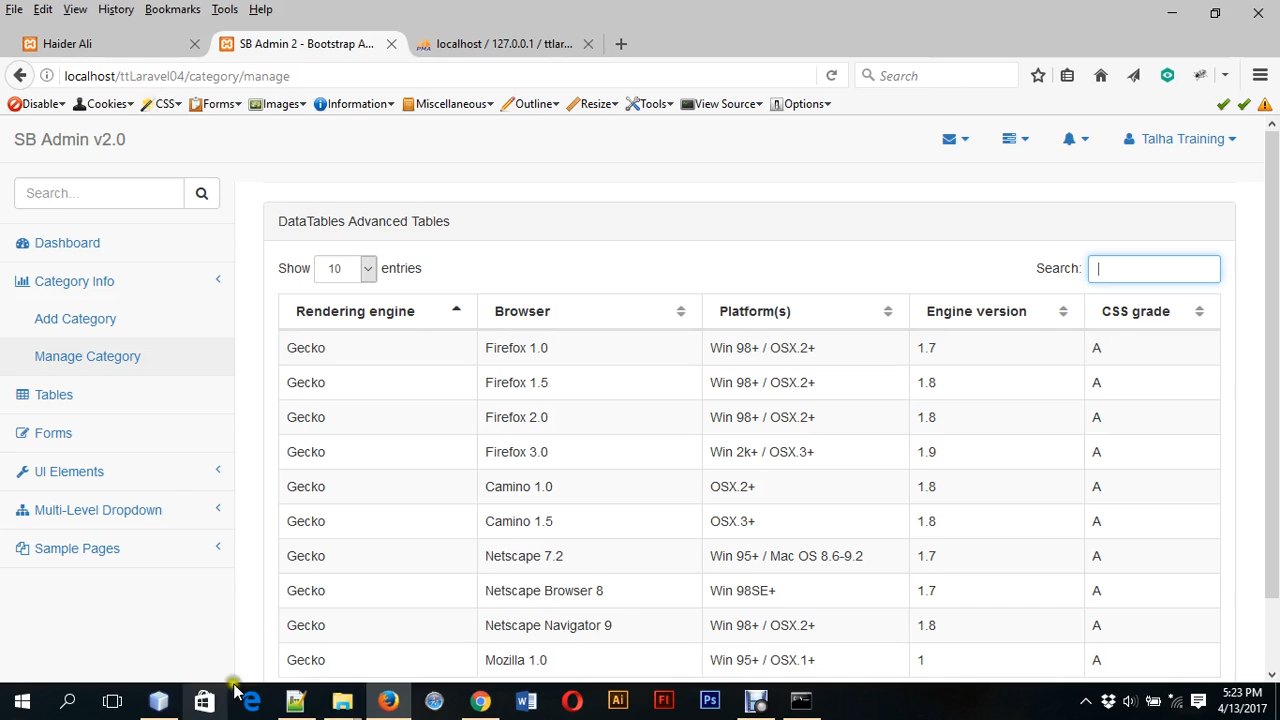 File Edit View History Bookmarks Tools Help
Haider Ali
SB Admin 2 - Bootstrap A...
localhost / 127.0.0.1 / ttlar...
localhost/ttLaravel04/category/manage
Search
Disable Cookies CSS Forms Images Information Miscellaneous Outline Resize Tools View Source Options
SB Admin v2.0
Talha Training
Search...
Dashboard
Category Info
Add Category
Manage Category
Tables
Forms
UI Elements
Multi-Level Dropdown
Sample Pages
DataTables Advanced Tables
Show 10 entries
Search:
Rendering engine Browser Platform(s) Engine version CSS grade
Gecko Firefox 1.0 Win 98+ / OSX.2+ 1.7 A
Gecko Firefox 1.5 Win 98+ / OSX.2+ 1.8 A
Gecko Firefox 2.0 Win 98+ / OSX.2+ 1.8 A
Gecko Firefox 3.0 Win 2k+ / OSX.3+ 1.9 A
Gecko Camino 1.0 OSX.2+ 1.8 A
Gecko Camino 1.5 OSX.3+ 1.8 A
Gecko Netscape 7.2 Win 95+ / Mac OS 8.6-9.2 1.7 A
Gecko Netscape Browser 8 Win 98SE+ 1.7 A
Gecko Netscape Navigator 9 Win 98+ / OSX.2+ 1.8 A
Gecko Mozilla 1.0 Win 95+ / OSX.1+ 1 A
Ai Fl Ps
5:23 PM
4/13/2017